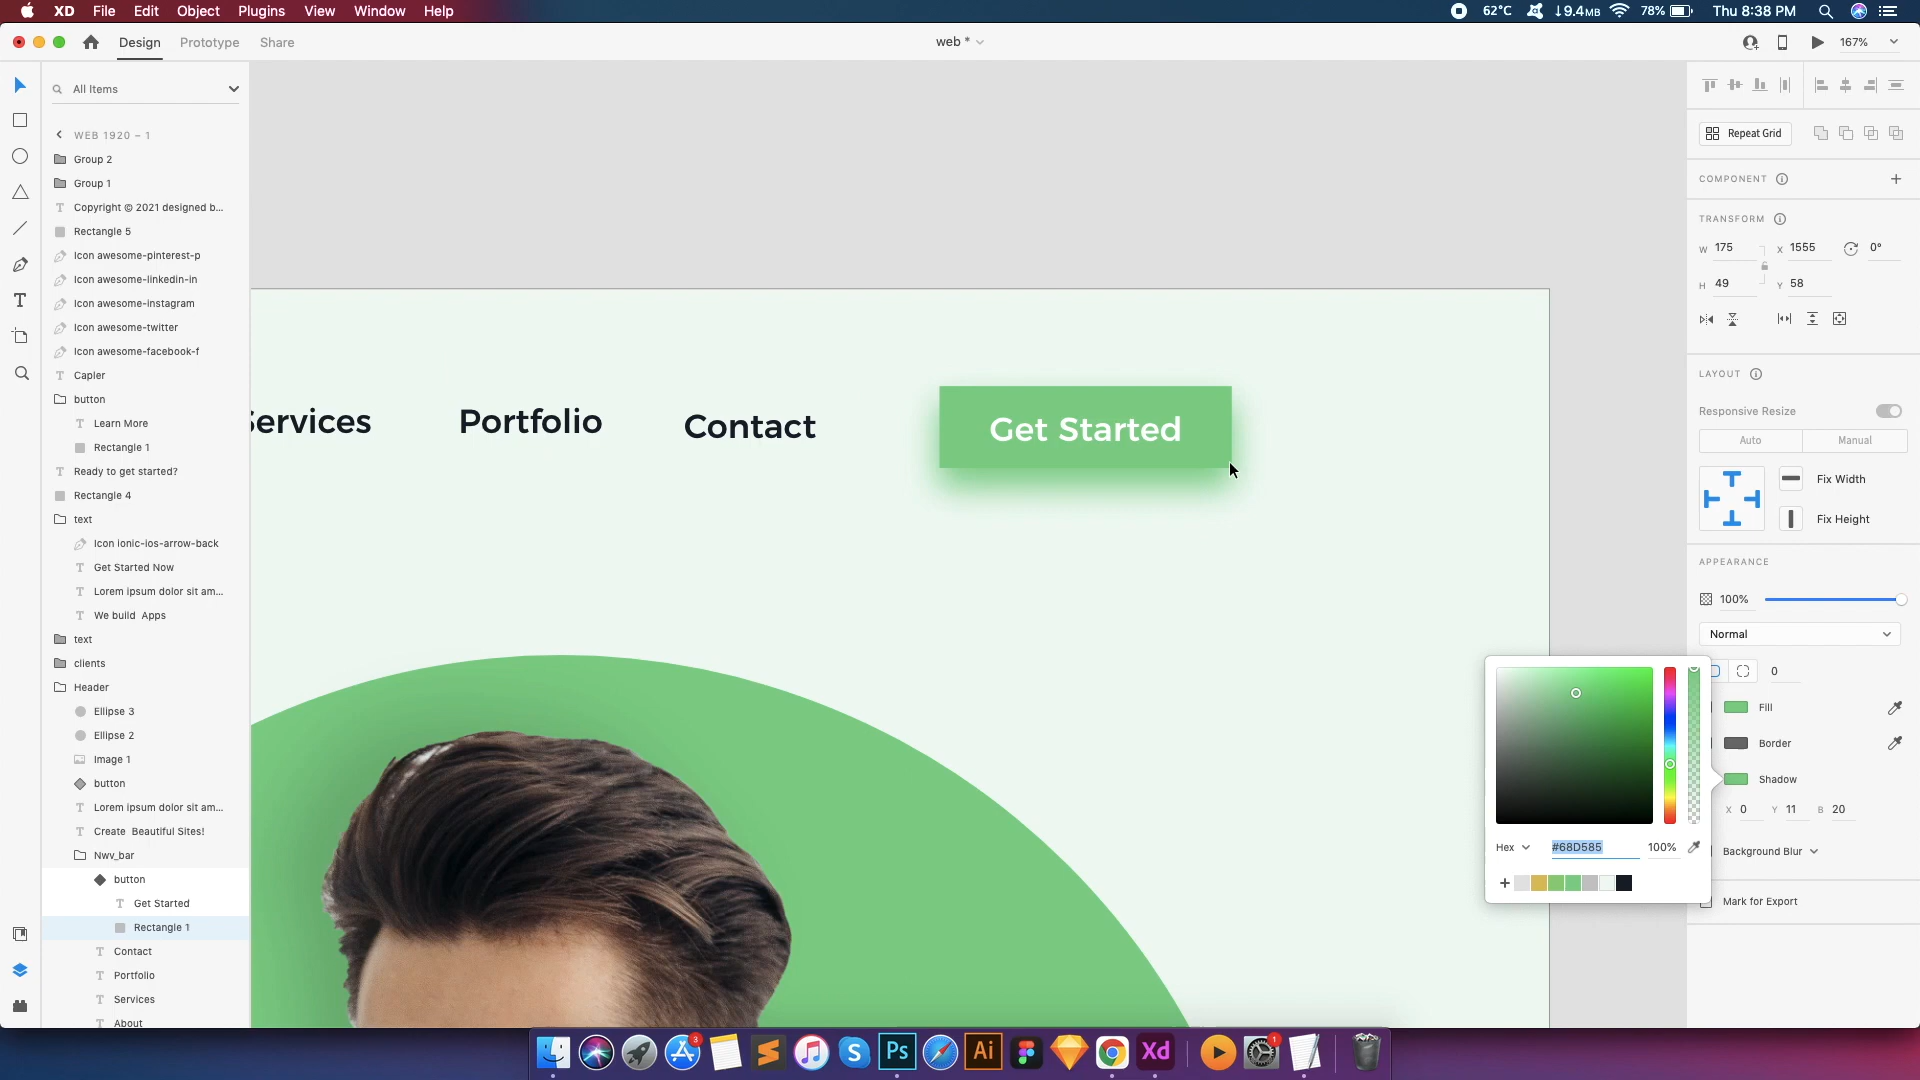 XD File Edit Object Plugins View Window Help
62°C ↓9.4MB 78% Thu 8:38 PM
Design Prototype Share
web *
167%
All Items
WEB 1920 – 1
Group 2
Group 1
Copyright © 2021 designed b...
Rectangle 5
Icon awesome-pinterest-p
Icon awesome-linkedin-in
Icon awesome-instagram
Icon awesome-twitter
Icon awesome-facebook-f
Capler
button
Learn More
Rectangle 1
Ready to get started?
Rectangle 4
text
Icon ionic-ios-arrow-back
Get Started Now
Lorem ipsum dolor sit am...
We build Apps
text
clients
Header
Ellipse 3
Ellipse 2
Image 1
button
Lorem ipsum dolor sit am...
Create Beautiful Sites!
Nwv_bar
button
Get Started
Rectangle 1
Contact
Portfolio
Services
About
ervices Portfolio Contact Get Started
Repeat Grid
COMPONENT
TRANSFORM
W 175 X 1555 0°
H 49 Y 58
LAYOUT
Responsive Resize
Auto Manual
Fix Width
Fix Height
APPEARANCE
100%
Normal
0
Fill
Border
Shadow
X 0 Y 11 B 20
Background Blur
Mark for Export
Hex #68D585 100%
3
Ps
Ai
Xd
1